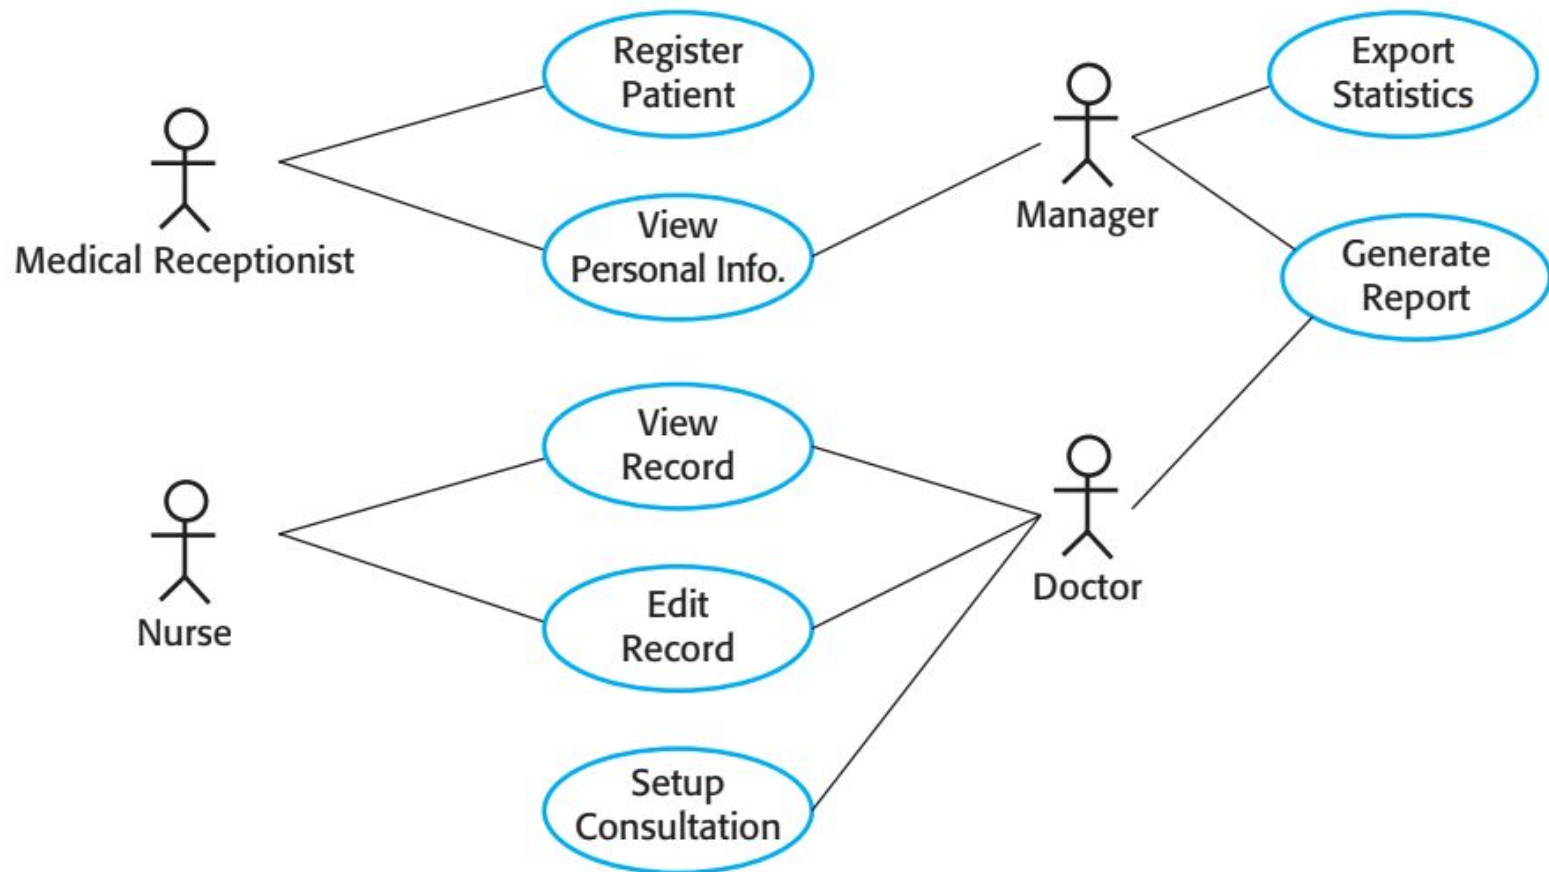 Register
Patient
Export
Statistics
Medical Receptionist
View
Personal Info.
Manager
Generate
Report
View
Record
Nurse
Edit
Record
Doctor
Setup
Consultation